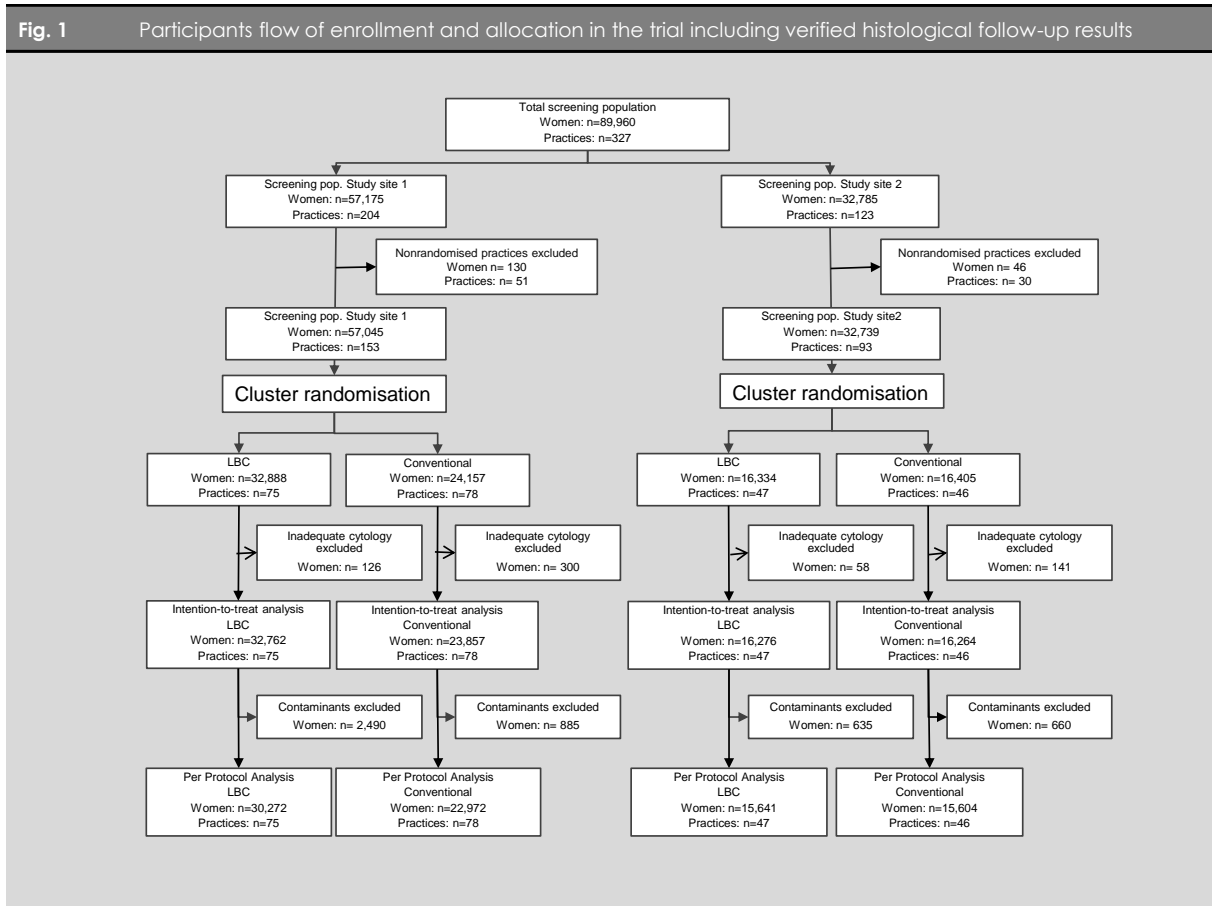 Fig. 1 Participants flow of enrollment and allocation in the trial including verified histological follow-up results
Total screening population
Women: n=89,960
Practices: n=327
Screening pop. Study site 1
Women: n=57,175
Practices: n=204
Screening pop. Study site 2
Women: n=32,785
Practices: n=123
Nonrandomised practices excluded
Women n= 130
Practices: n= 51
Nonrandomised practices excluded
Women n= 46
Practices: n= 30
Screening pop. Study site 1
Women: n=57,045
Practices: n=153
Screening pop. Study site2
Women: n=32,739
Practices: n=93
Cluster randomisation
Cluster randomisation
LBC
Women: n=32,888
Practices: n=75
Conventional
Women: n=24,157
Practices: n=78
LBC
Women: n=16,334
Practices: n=47
Conventional
Women: n=16,405
Practices: n=46
Inadequate cytology
excluded
Women: n= 126
Inadequate cytology
excluded
Women: n= 300
Inadequate cytology
excluded
Women: n= 58
Inadequate cytology
excluded
Women: n= 141
Intention-to-treat analysis
LBC
Women: n=32,762
Practices: n=75
Intention-to-treat analysis
Conventional
Women: n=23,857
Practices: n=78
Intention-to-treat analysis
LBC
Women: n=16,276
Practices: n=47
Intention-to-treat analysis
Conventional
Women: n=16,264
Practices: n=46
Contaminants excluded
Women: n= 2,490
Contaminants excluded
Women: n= 885
Contaminants excluded
Women: n= 635
Contaminants excluded
Women: n= 660
Per Protocol Analysis
LBC
Women: n=30,272
Practices: n=75
Per Protocol Analysis
Conventional
Women: n=22,972
Practices: n=78
Per Protocol Analysis
LBC
Women: n=15,641
Practices: n=47
Per Protocol Analysis
Conventional
Women: n=15,604
Practices: n=46